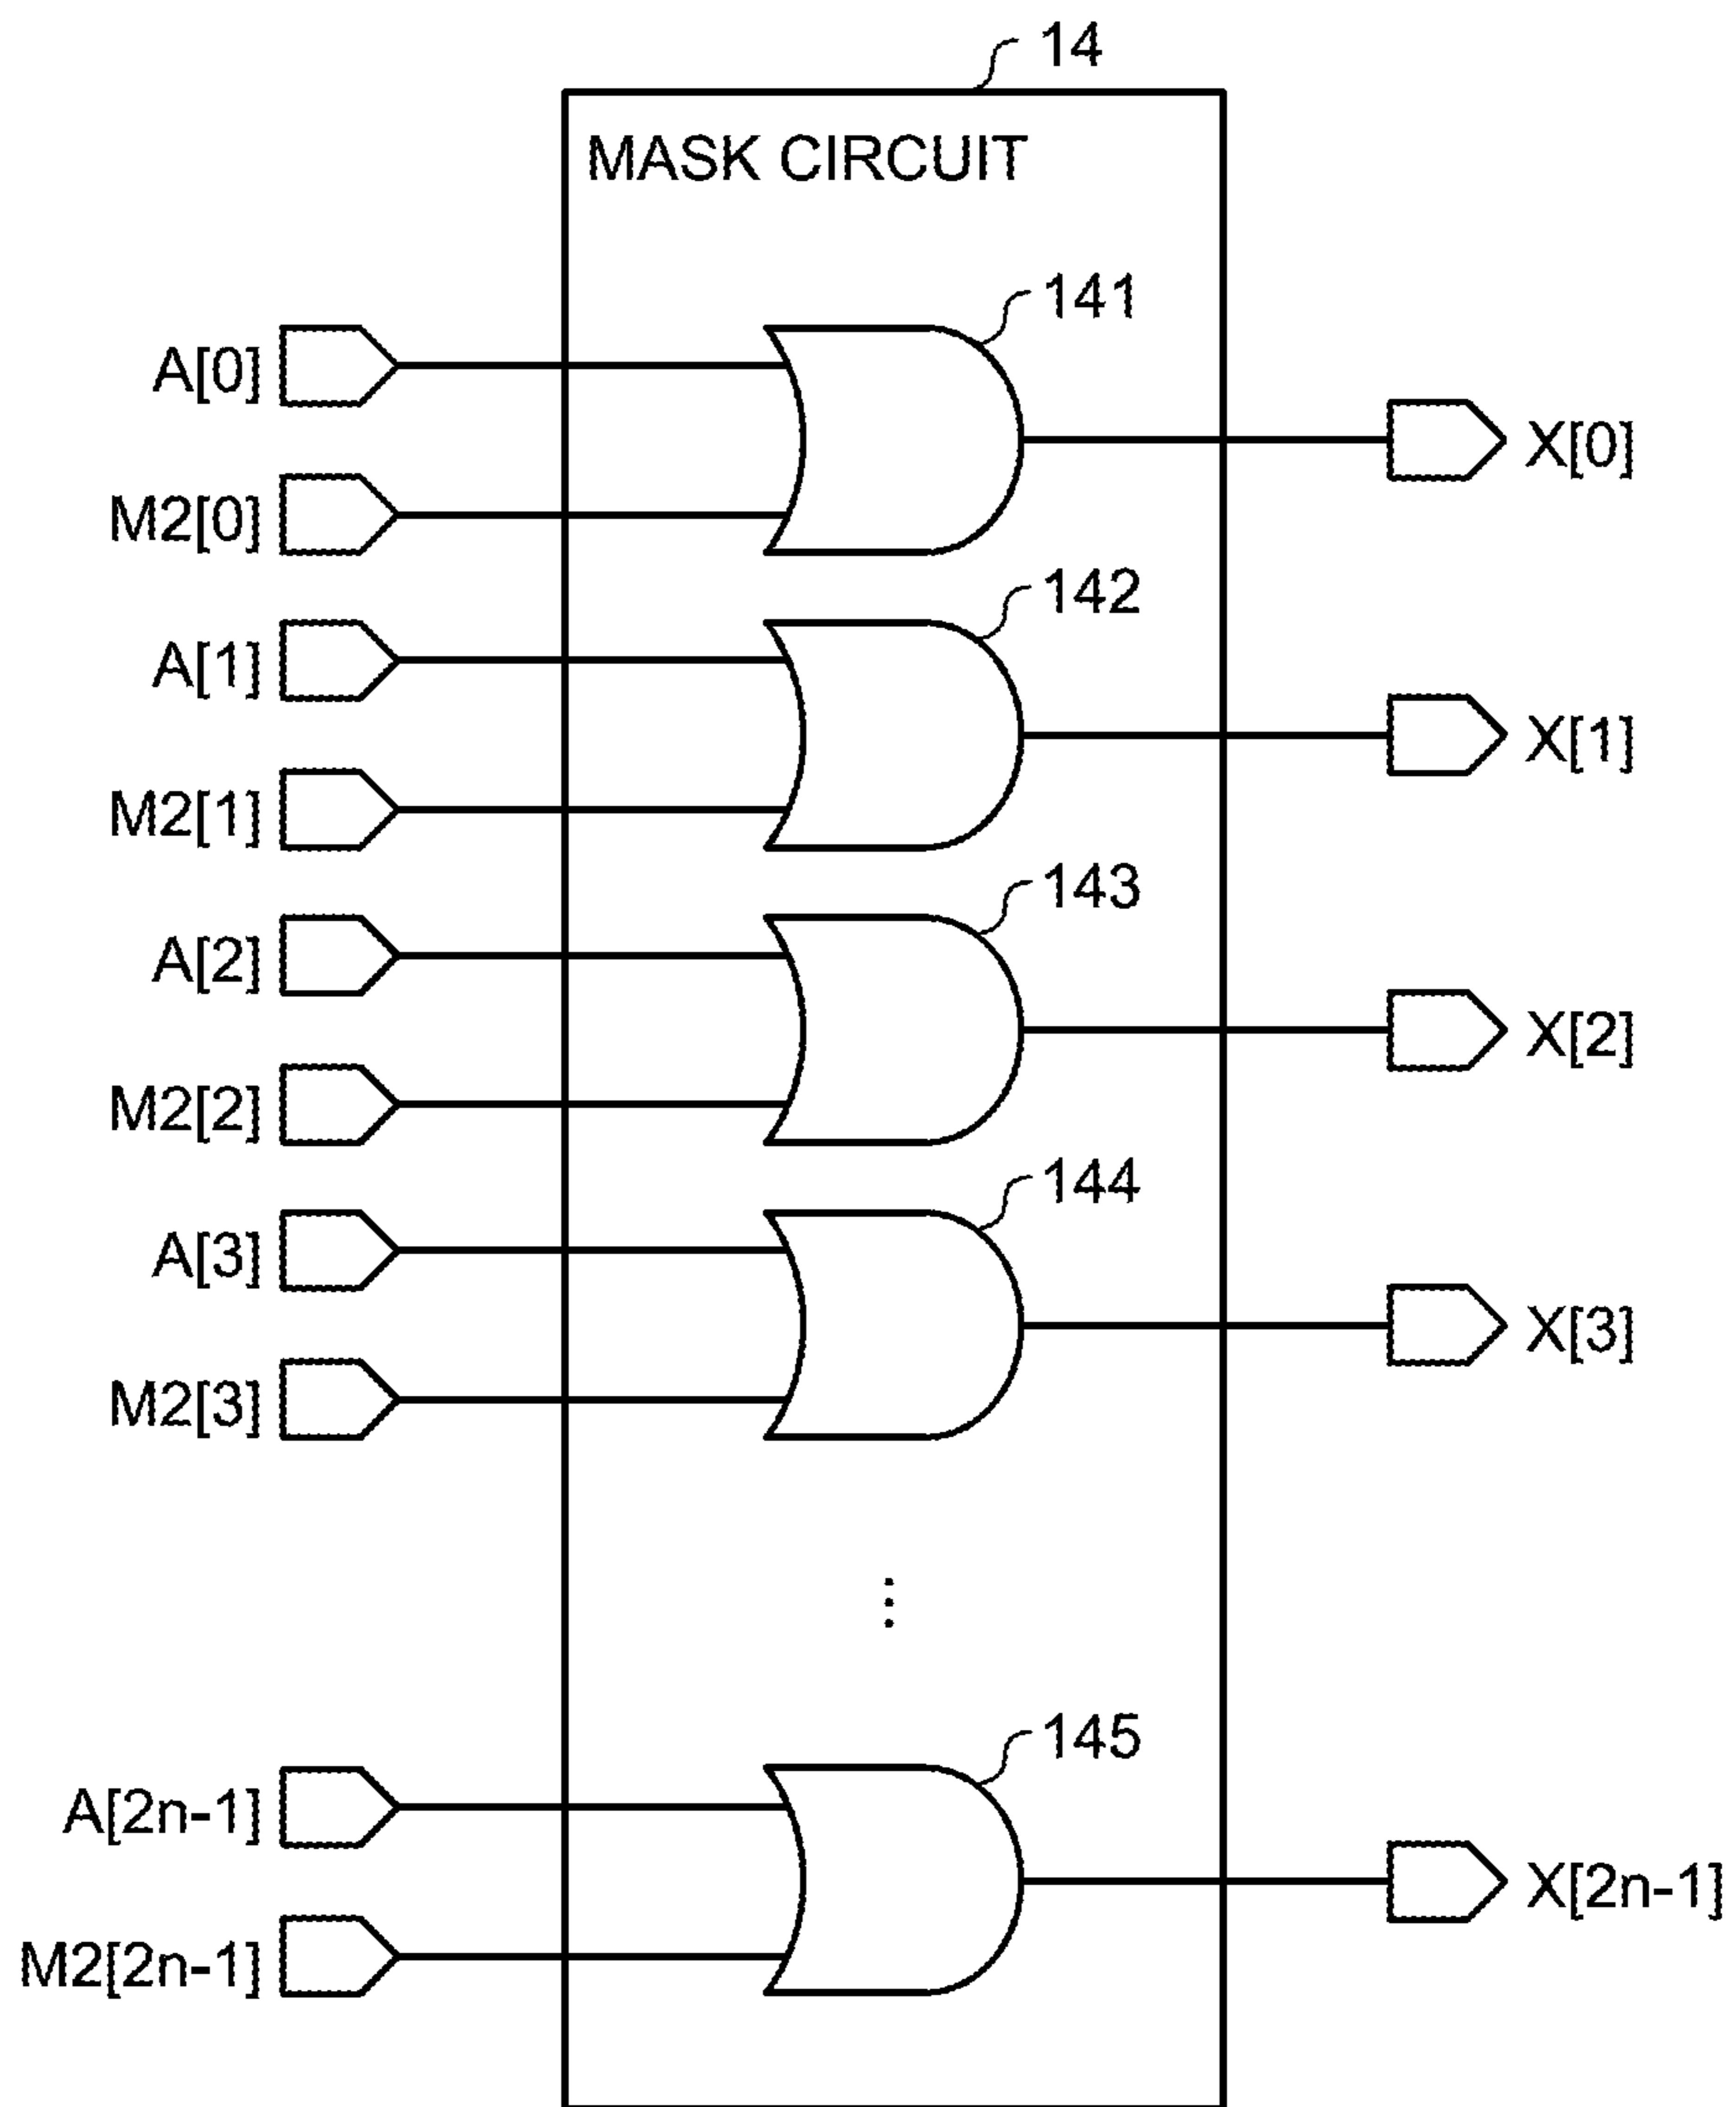 14
MASK CIRCUIT
141
A[0]
X[0]
M2[0]
142
A[1]
X[1]
M2[1]
143
A[2]
X[2]
M2[2]
144
A[3]
X[3]
M2[3]
145
A[2n-1]
X[2n-1]
M2[2n-1]